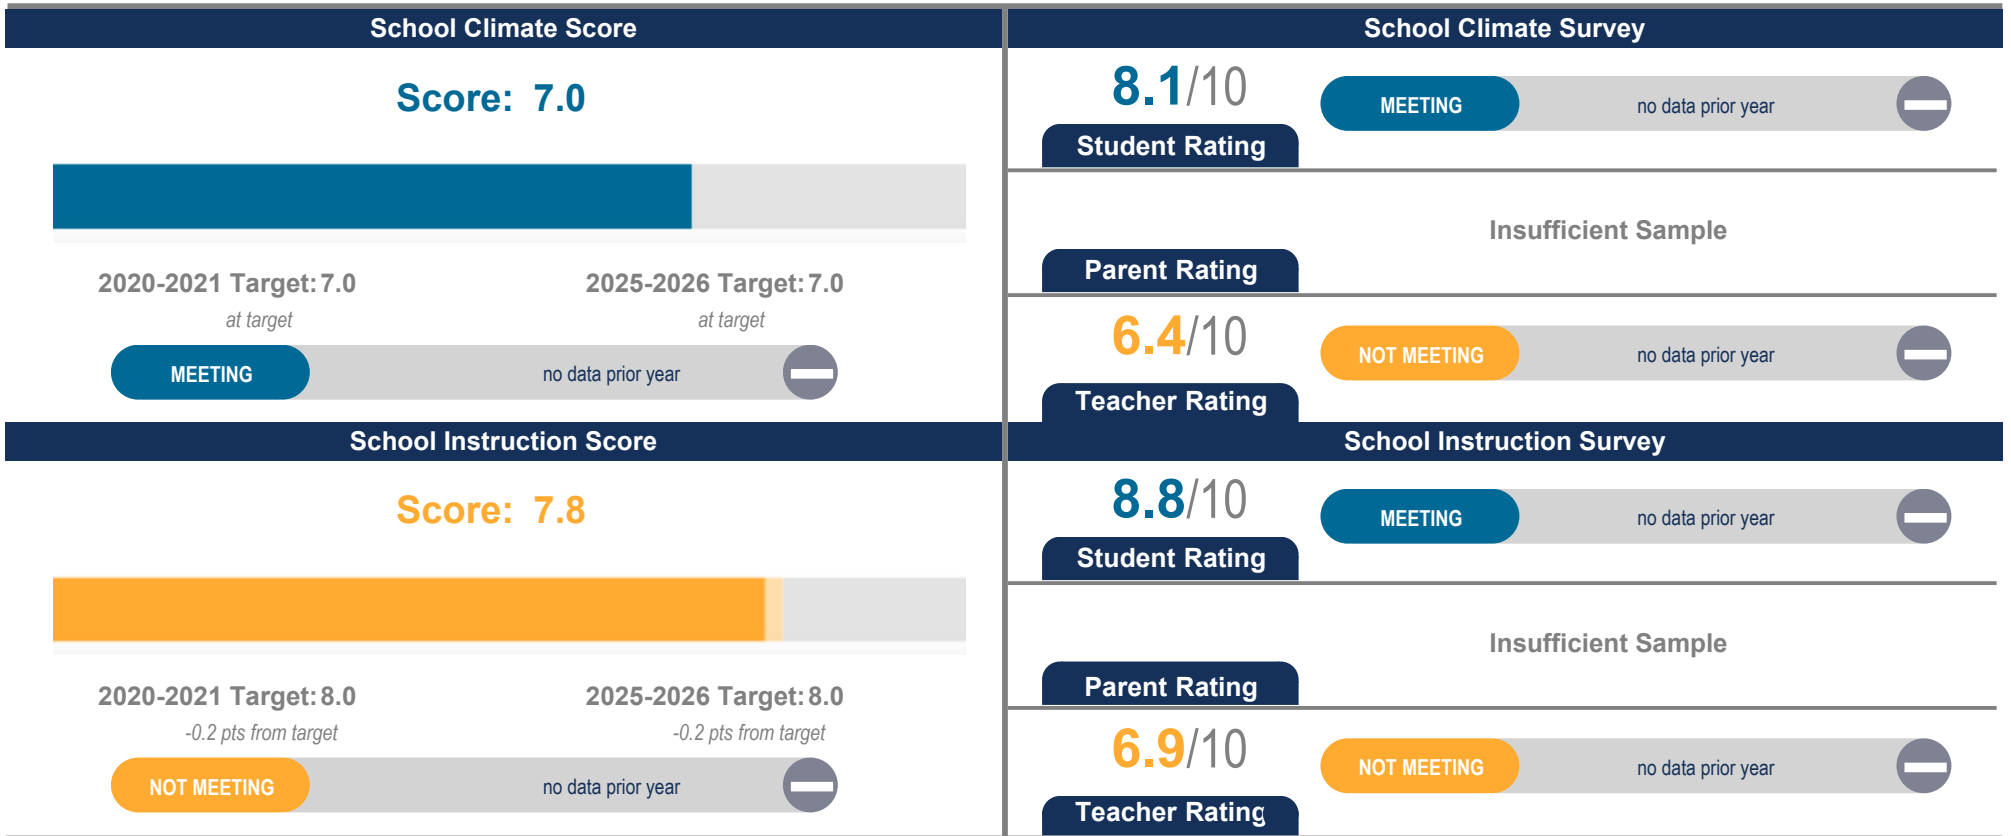 School Climate Score
Score: 7.0
2020-2021 Target: 7.0
at target
2025-2026 Target: 7.0
at target
MEETING
no data prior year
School Climate Survey
8.1/10
Student Rating
MEETING
no data prior year
Insufficient Sample
Parent Rating
6.4/10
Teacher Rating
NOT MEETING
no data prior year
School Instruction Score
Score: 7.8
2020-2021 Target: 8.0
-0.2 pts from target
2025-2026 Target: 8.0
-0.2 pts from target
NOT MEETING
no data prior year
School Instruction Survey
8.8/10
Student Rating
MEETING
no data prior year
Insufficient Sample
Parent Rating
6.9/10
Teacher Rating
NOT MEETING
no data prior year